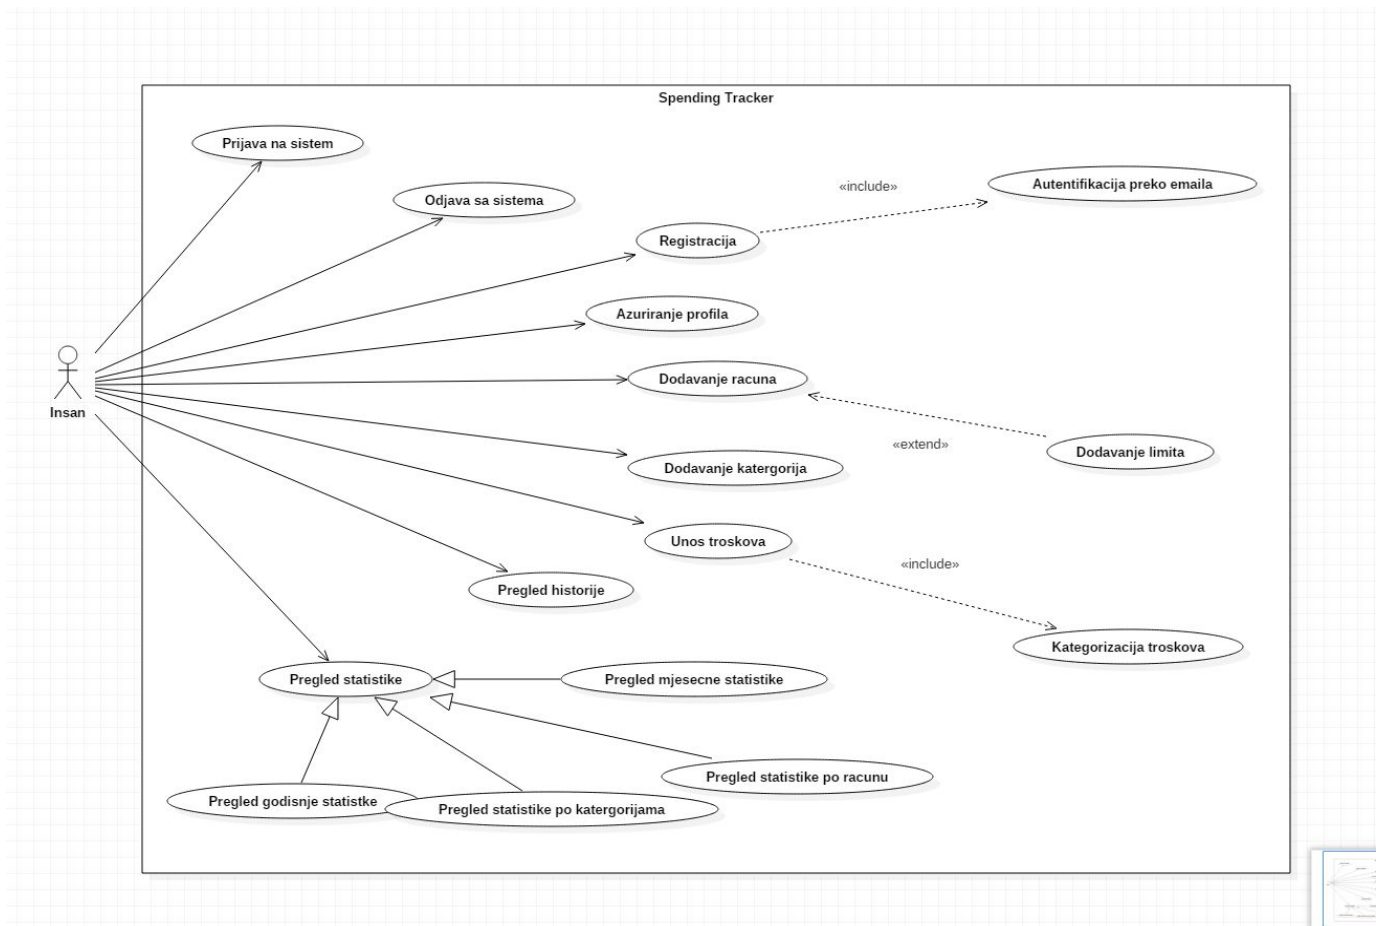 Spending Tracker
Prijava na sistem
Odjava sa sistema
«include»
Autentifikacija preko emaila
Registracija
Azuriranje profila
Dodavanje racuna
Insan
«extend»
Dodavanje limita
Dodavanje katergorija
Unos troskova
«include»
Pregled historije
Kategorizacija troskova
Pregled statistike
Pregled mjesecne statistike
Pregled statistike po racunu
Pregled godisnje statistke
Pregled statistike po katergorijama